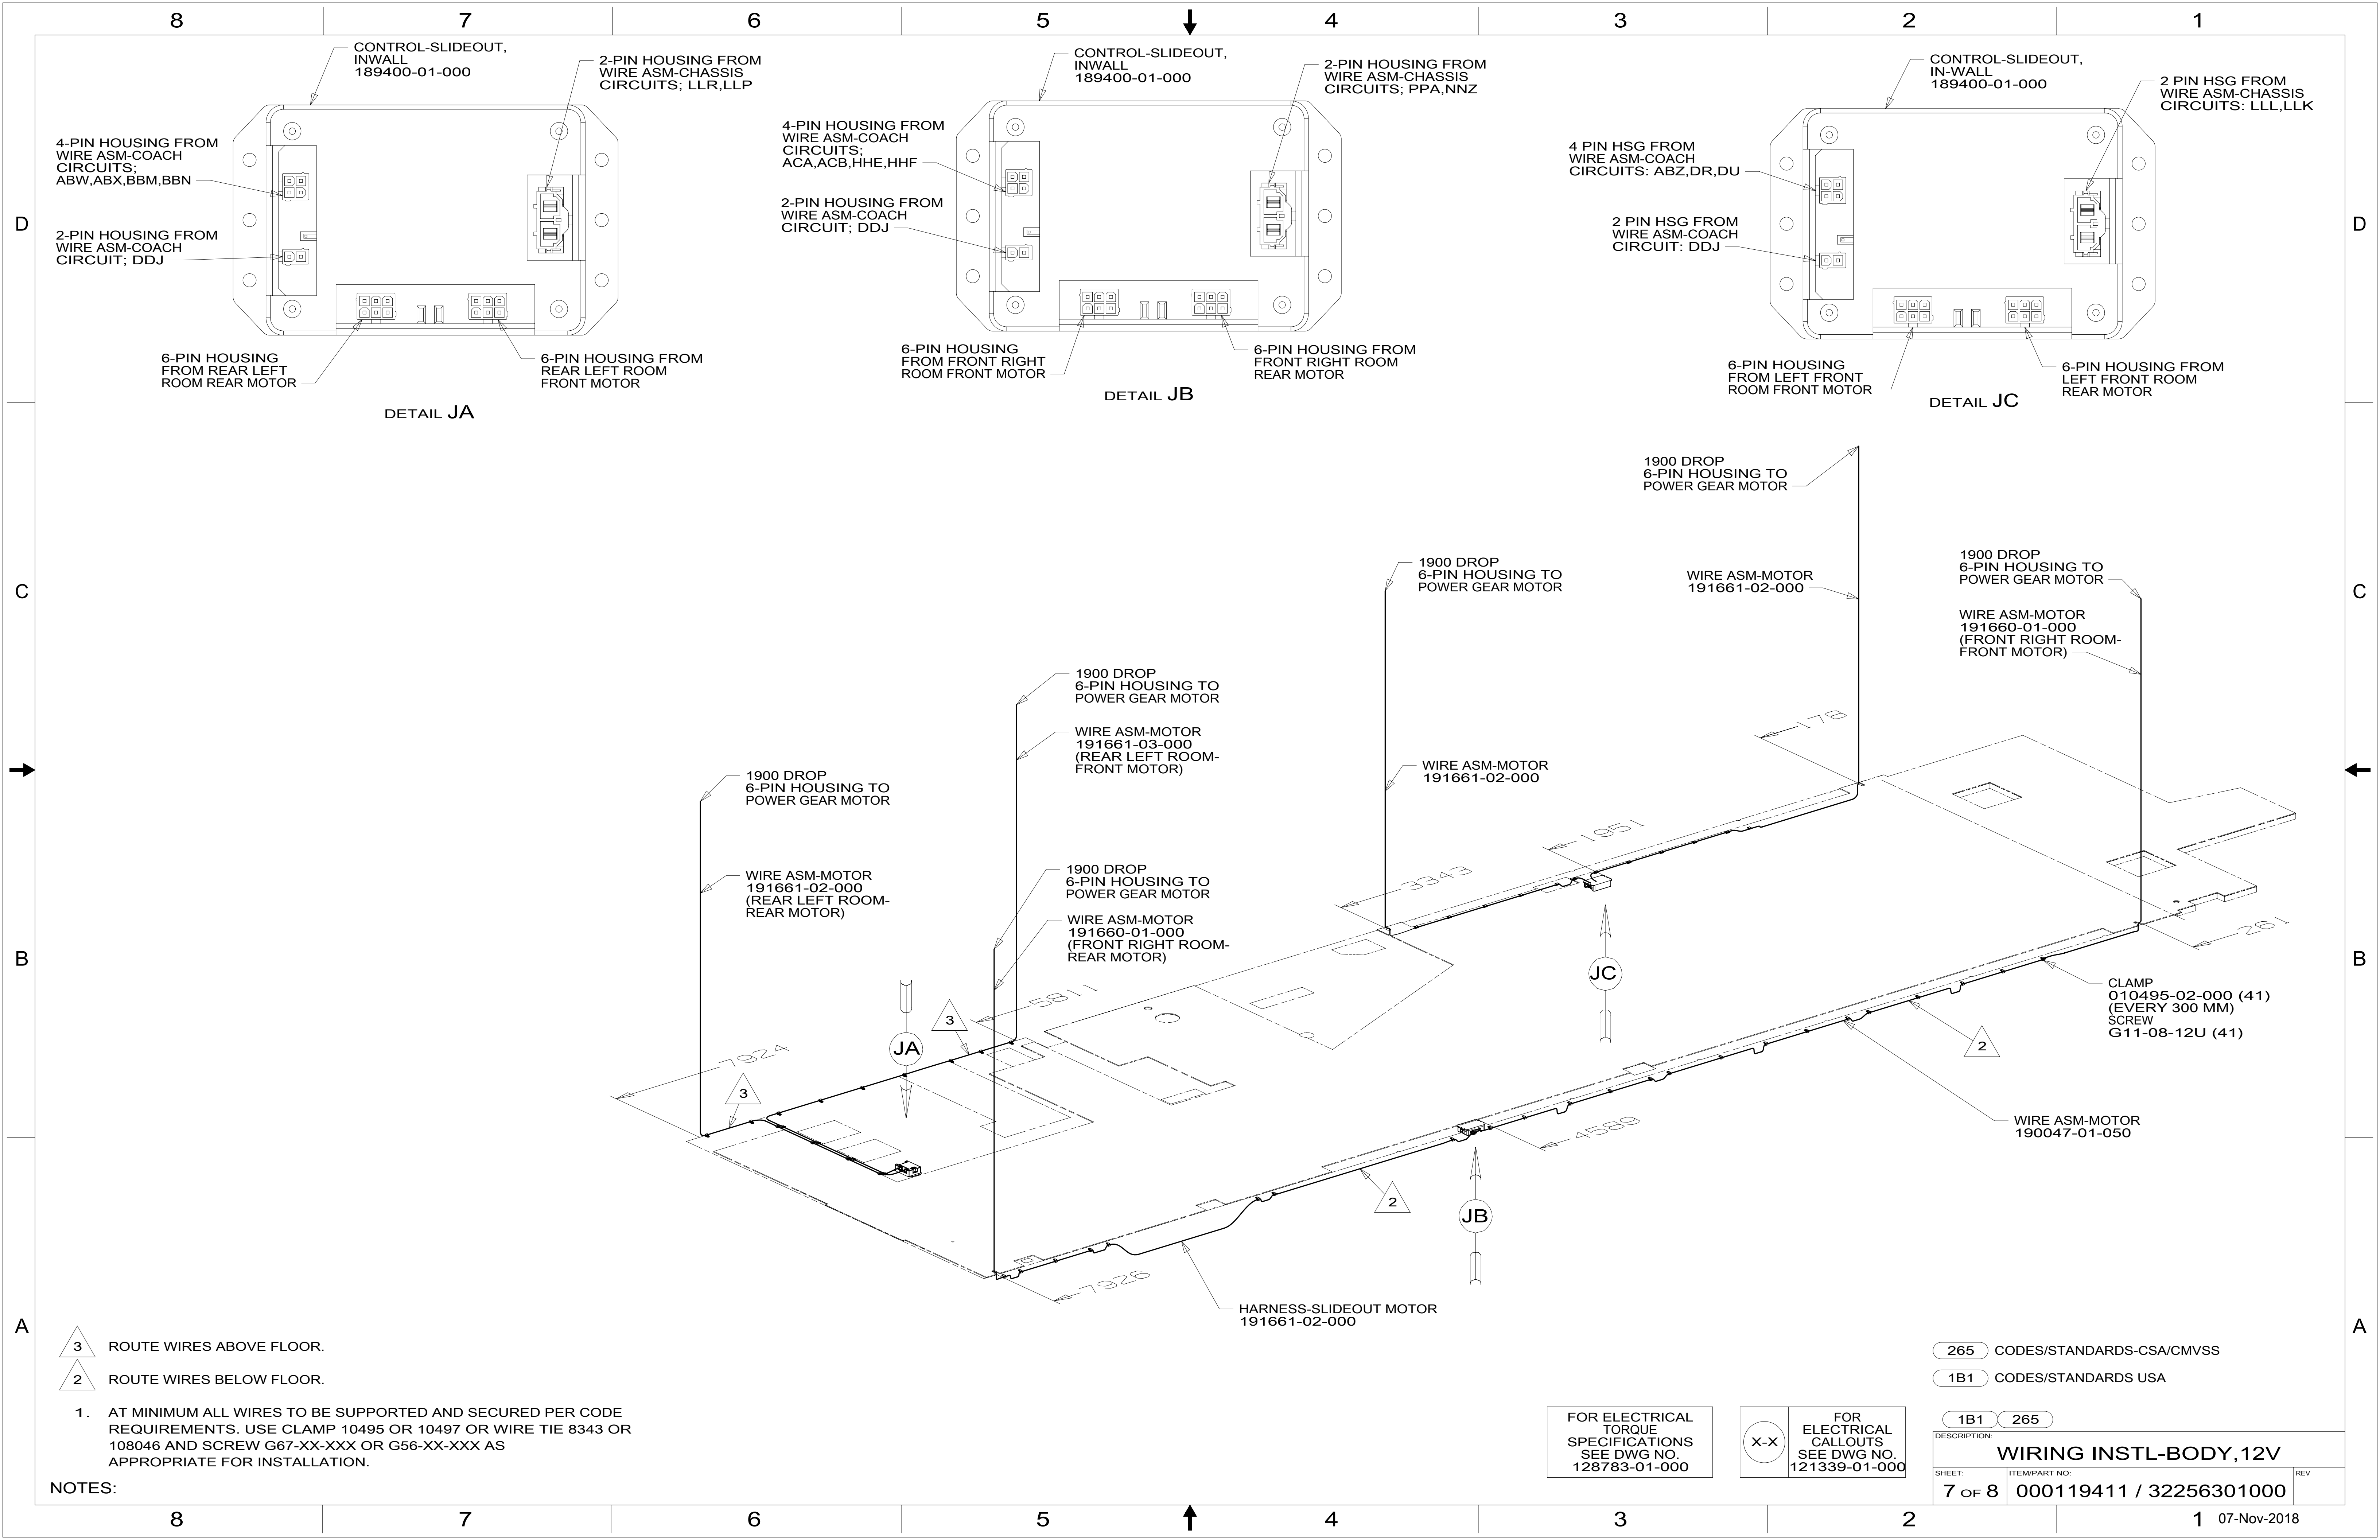 8 7 6 5 4 3 2 1
CONTROL-SLIDEOUT,
INWALL
189400-01-000
2-PIN HOUSING FROM
WIRE ASM-CHASSIS
CIRCUITS; LLR,LLP
4-PIN HOUSING FROM
WIRE ASM-COACH
CIRCUITS;
ABW,ABX,BBM,BBN
2-PIN HOUSING FROM
WIRE ASM-COACH
CIRCUIT; DDJ
6-PIN HOUSING
FROM REAR LEFT
ROOM REAR MOTOR
6-PIN HOUSING FROM
REAR LEFT ROOM
FRONT MOTOR
DETAIL JA
CONTROL-SLIDEOUT,
INWALL
189400-01-000
2-PIN HOUSING FROM
WIRE ASM-CHASSIS
CIRCUITS; PPA,NNZ
4-PIN HOUSING FROM
WIRE ASM-COACH
CIRCUITS;
ACA,ACB,HHE,HHF
2-PIN HOUSING FROM
WIRE ASM-COACH
CIRCUIT; DDJ
6-PIN HOUSING
FROM FRONT RIGHT
ROOM FRONT MOTOR
6-PIN HOUSING FROM
FRONT RIGHT ROOM
REAR MOTOR
DETAIL JB
CONTROL-SLIDEOUT,
IN-WALL
189400-01-000
2 PIN HSG FROM
WIRE ASM-CHASSIS
CIRCUITS: LLL,LLK
4 PIN HSG FROM
WIRE ASM-COACH
CIRCUITS: ABZ,DR,DU
2 PIN HSG FROM
WIRE ASM-COACH
CIRCUIT: DDJ
6-PIN HOUSING
FROM LEFT FRONT
ROOM FRONT MOTOR
6-PIN HOUSING FROM
LEFT FRONT ROOM
REAR MOTOR
DETAIL JC
D D
1900 DROP
6-PIN HOUSING TO
POWER GEAR MOTOR
1900 DROP
6-PIN HOUSING TO
POWER GEAR MOTOR
WIRE ASM-MOTOR
191661-02-000
1900 DROP
6-PIN HOUSING TO
POWER GEAR MOTOR
WIRE ASM-MOTOR
191660-01-000
(FRONT RIGHT ROOM-
FRONT MOTOR)
C C
1900 DROP
6-PIN HOUSING TO
POWER GEAR MOTOR
WIRE ASM-MOTOR
191661-03-000
(REAR LEFT ROOM-
FRONT MOTOR)
WIRE ASM-MOTOR
191661-02-000
178
1900 DROP
6-PIN HOUSING TO
POWER GEAR MOTOR
WIRE ASM-MOTOR
191661-02-000
(REAR LEFT ROOM-
REAR MOTOR)
1900 DROP
6-PIN HOUSING TO
POWER GEAR MOTOR
WIRE ASM-MOTOR
191660-01-000
(FRONT RIGHT ROOM-
REAR MOTOR)
1951
3343
261
B B
JC
CLAMP
010495-02-000 (41)
(EVERY 300 MM)
SCREW
G11-08-12U (41)
5811
3
JA
7924
3
2
WIRE ASM-MOTOR
190047-01-050
4589
2
JB
7926
HARNESS-SLIDEOUT MOTOR
191661-02-000
A A
3 ROUTE WIRES ABOVE FLOOR.
2 ROUTE WIRES BELOW FLOOR.
1. AT MINIMUM ALL WIRES TO BE SUPPORTED AND SECURED PER CODE
REQUIREMENTS. USE CLAMP 10495 OR 10497 OR WIRE TIE 8343 OR
108046 AND SCREW G67-XX-XXX OR G56-XX-XXX AS
APPROPRIATE FOR INSTALLATION.
NOTES:
FOR ELECTRICAL
TORQUE
SPECIFICATIONS
SEE DWG NO.
128783-01-000
X-X
FOR
ELECTRICAL
CALLOUTS
SEE DWG NO.
121339-01-000
265 CODES/STANDARDS-CSA/CMVSS
1B1 CODES/STANDARDS USA
1B1 265
DESCRIPTION:
WIRING INSTL-BODY,12V
SHEET: ITEM/PART NO: REV
7 OF 8 000119411 / 32256301000
8 7 6 5 4 3 2 1
07-Nov-2018